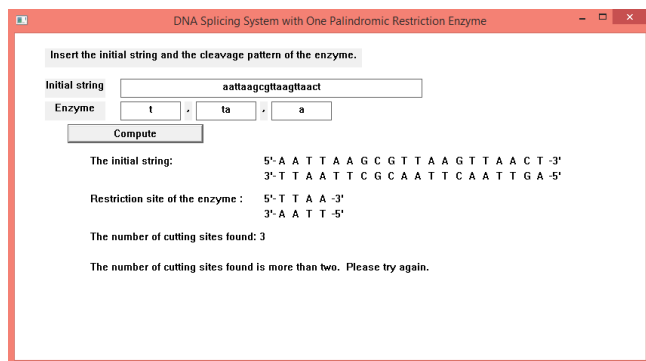 DNA Splicing System with One Palindromic Restriction Enzyme
Insert the initial string and the cleavage pattern of the enzyme.
Initial string aattaagcgttaagttaact
Enzyme t , ta , a
Compute
The initial string: 5'- A A T T A A G C G T T A A G T T A A C T -3'
3'- T T A A T T C G C A A T T C A A T T G A -5'
Restriction site of the enzyme : 5'- T T A A -3'
3'- A A T T -5'
The number of cutting sites found: 3
The number of cutting sites found is more than two. Please try again.